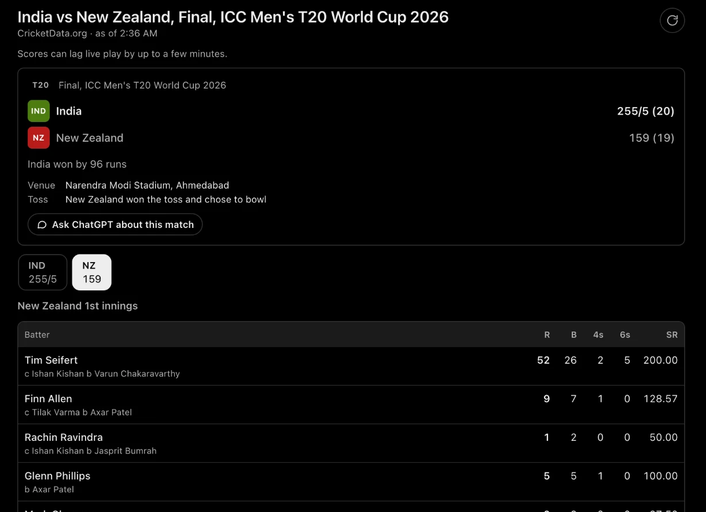 India vs New Zealand, Final, ICC Men's T20 World Cup 2026
CricketData.org · as of 2:36 AM
Scores can lag live play by up to a few minutes.
T20 Final, ICC Men's T20 World Cup 2026
IND India 255/5 (20)
NZ New Zealand 159 (19)
India won by 96 runs
Venue Narendra Modi Stadium, Ahmedabad
Toss New Zealand won the toss and chose to bowl
Ask ChatGPT about this match
IND NZ
255/5 159
New Zealand 1st innings
Batter R B 4s 6s SR
Tim Seifert 52 26 2 5 200.00
c Ishan Kishan b Varun Chakaravarthy
Finn Allen 9 7 1 0 128.57
c Tilak Varma b Axar Patel
Rachin Ravindra 1 2 0 0 50.00
c Ishan Kishan b Jasprit Bumrah
Glenn Phillips 5 5 1 0 100.00
b Axar Patel